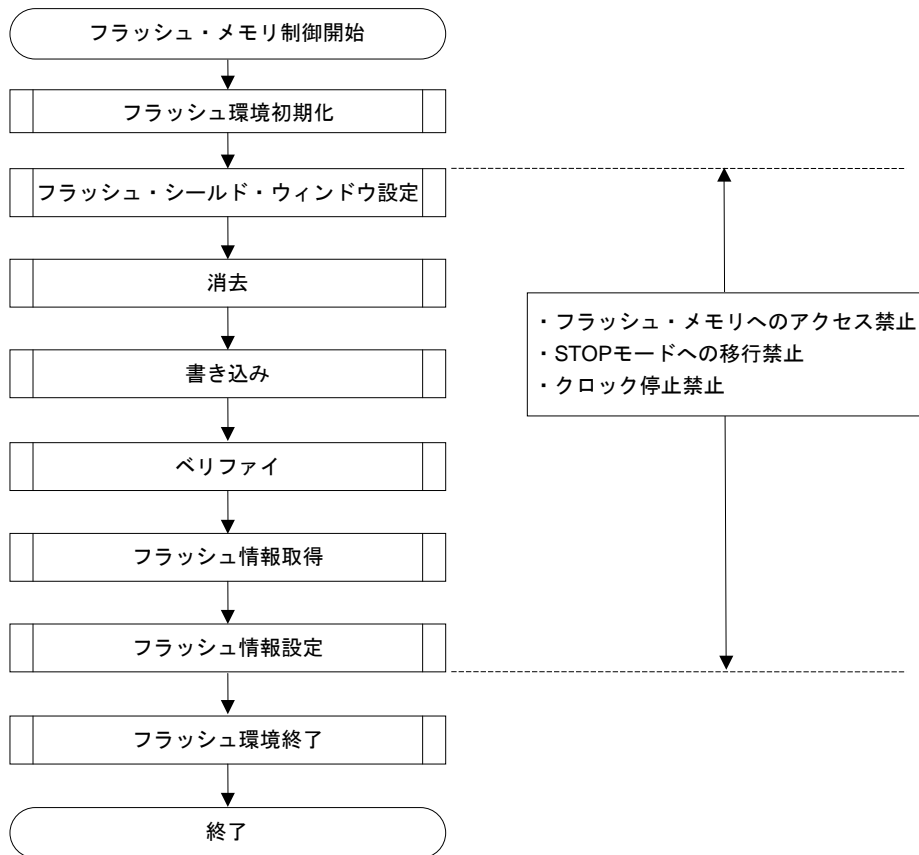 フラッシュ・メモリ制御開始
フラッシュ環境初期化
フラッシュ・シールド・ウィンドウ設定
消去
書き込み
ベリファイ
フラッシュ情報取得
フラッシュ情報設定
フラッシュ環境終了
終了
・フラッシュ・メモリへのアクセス禁止
・STOPモードへの移行禁止
・クロック停止禁止